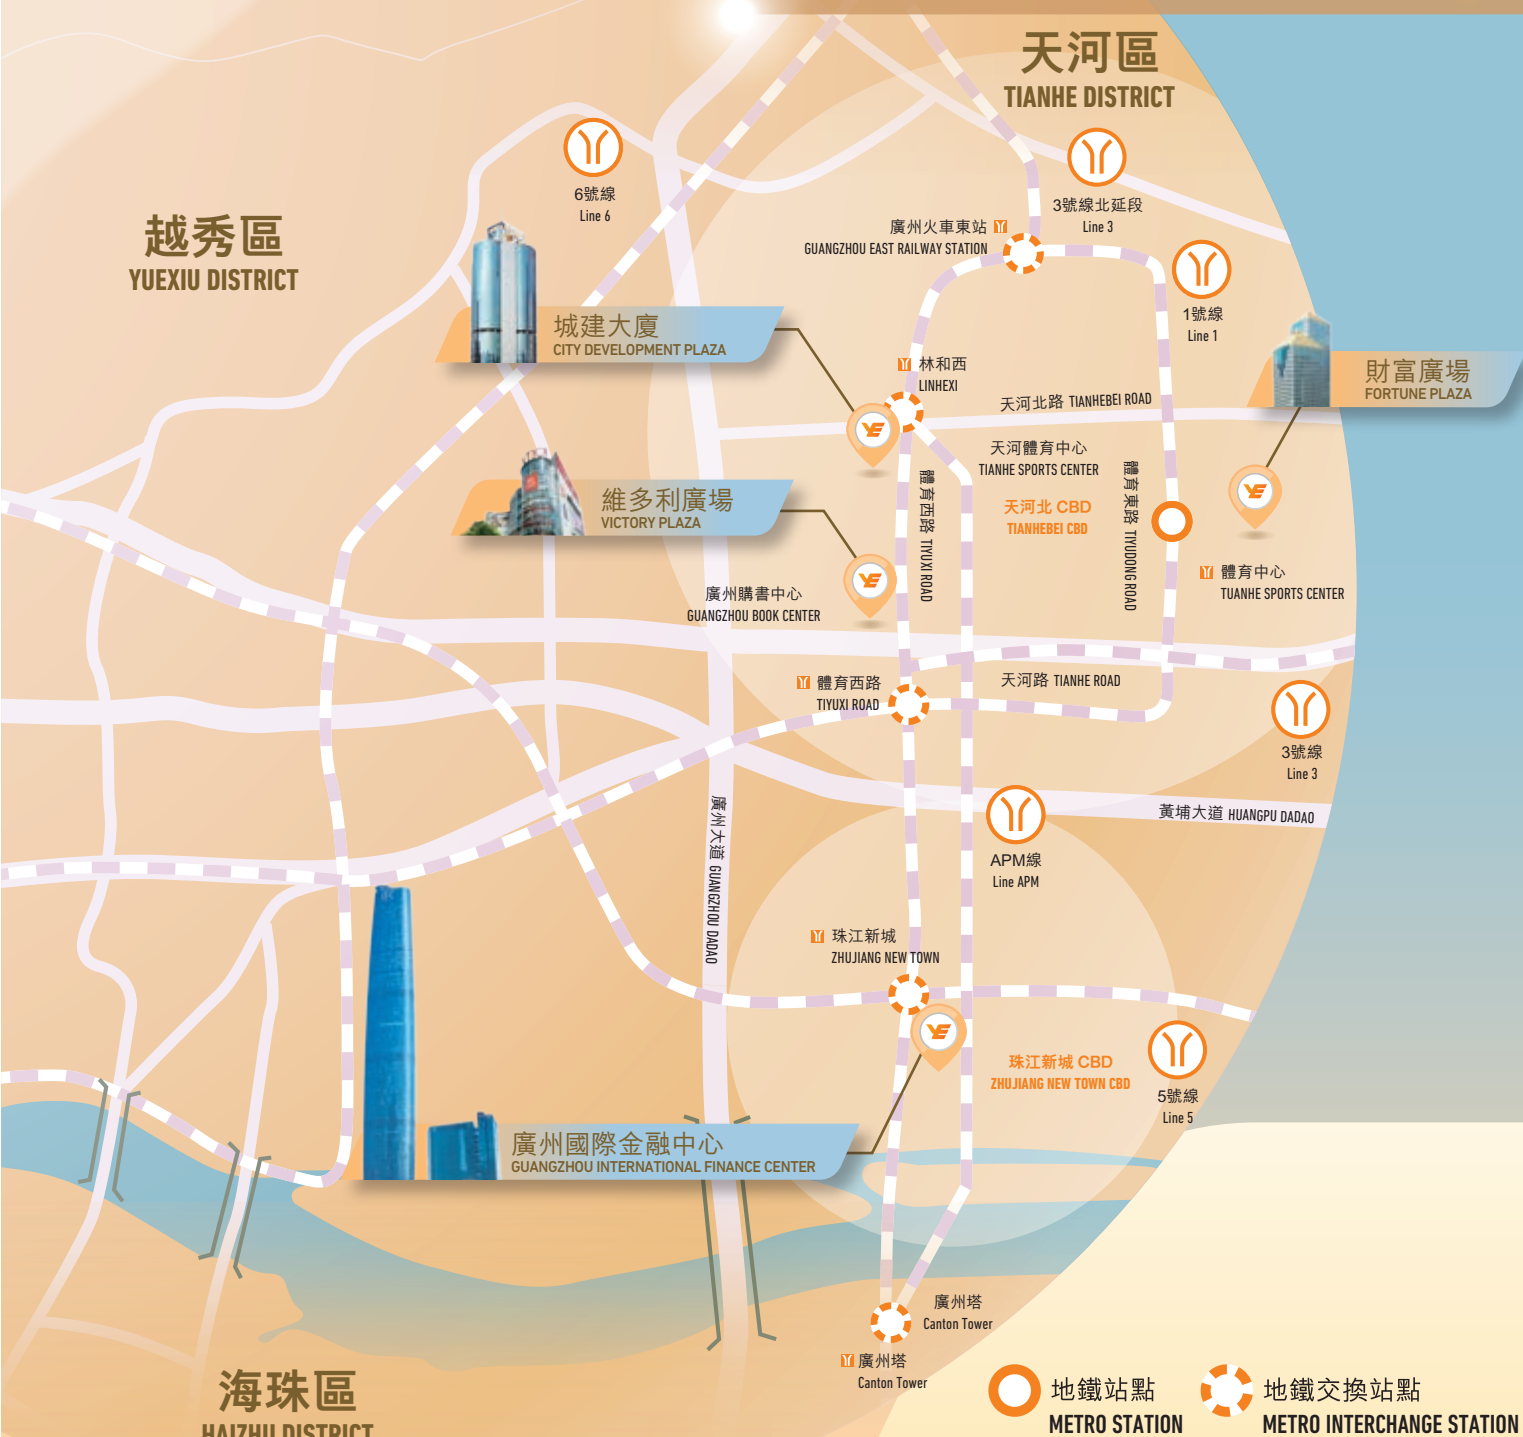 天河區
TIANHE DISTRICT
6號線
Line 6
3號線北延段
Line 3
越秀區
YUEXIU DISTRICT
廣州火車東站
GUANGZHOU EAST RAILWAY STATION
1號線
Line 1
城建大廈
CITY DEVELOPMENT PLAZA
林和西
LINHEXI
財富廣場
FORTUNE PLAZA
天河北路 TIANHEBEI ROAD
天河體育中心
TIANHE SPORTS CENTER
體育西路 TIYUXI ROAD
體育東路 TIYUDONG ROAD
天河北 CBD
TIANHEBEI CBD
維多利廣場
VICTORY PLAZA
體育中心
TUANHE SPORTS CENTER
廣州購書中心
GUANGZHOU BOOK CENTER
體育西路
TIYUXI ROAD
天河路 TIANHE ROAD
3號線
Line 3
廣州大道 GUANGZHOU DADAO
黃埔大道 HUANGPU DADAO
APM線
Line APM
珠江新城
ZHUJIANG NEW TOWN
珠江新城 CBD
ZHUJIANG NEW TOWN CBD
5號線
Line 5
廣州國際金融中心
GUANGZHOU INTERNATIONAL FINANCE CENTER
廣州塔
Canton Tower
廣州塔
Canton Tower
海珠區
HAIZHU DISTRICT
地鐵站點
METRO STATION
地鐵交換站點
METRO INTERCHANGE STATION